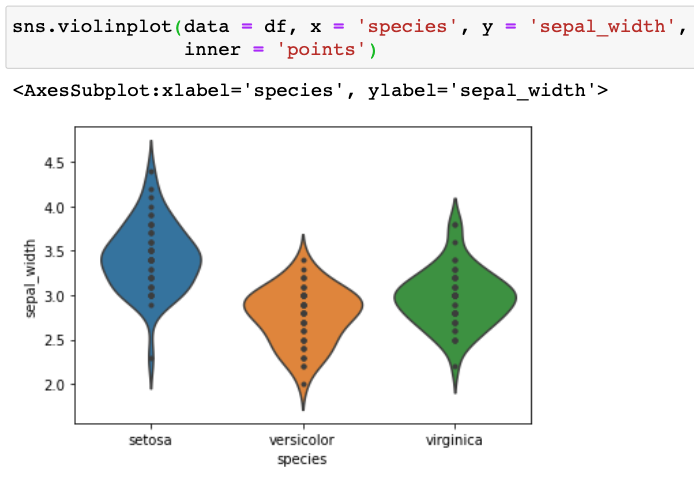 sns.violinplot(data = df, x = 'species', y = 'sepal_width',
inner = 'points')
<AxesSubplot:xlabel='species', ylabel='sepal_width'>
sepal_width
4.5
4.0
3.5
3.0
2.5
2.0
setosa versicolor virginica
species